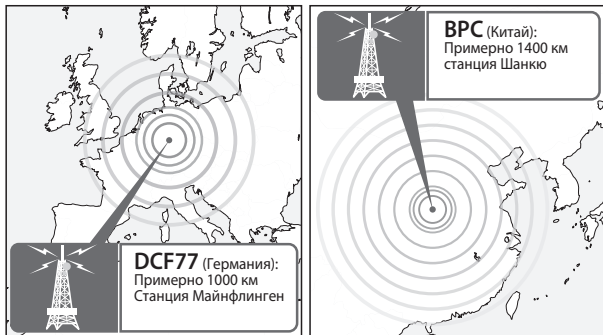 DCF77 (Германия):
Примерно 1000 км
Станция Майнфлинген
BPC (Китай):
Примерно 1400 км
станция Шанкю